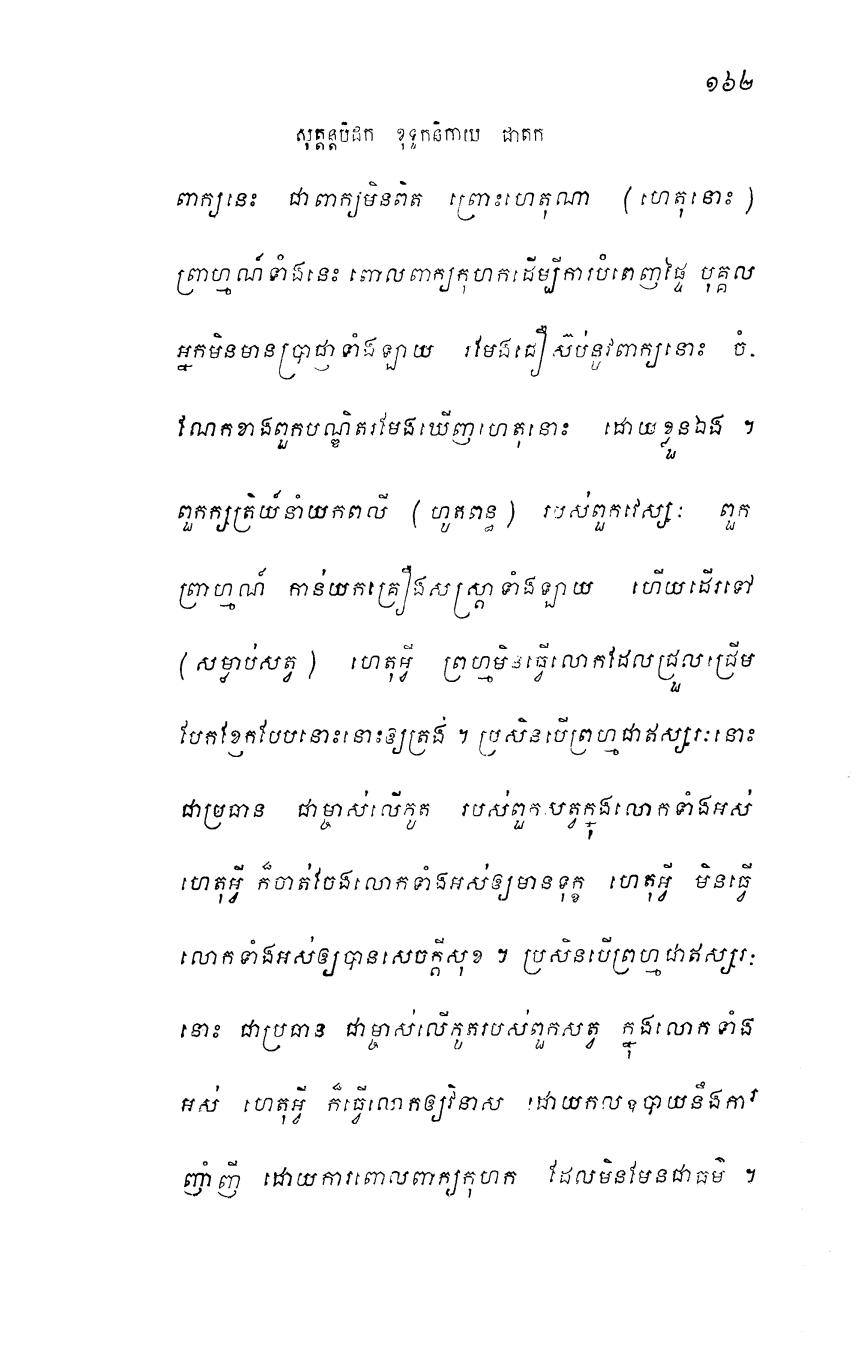 ១៦២
សុត្តន្តបិដក ខុទ្ទកនិកាយ ជាតក
ពាក្យនេះ ជាពាក្យមិនពិត ព្រោះហេតុណា (ហេតុនោះ)
ព្រាហ្មណ៍ទាំងនេះ ពោលពាក្យកុហកដើម្បីការបំពេញផ្ទៃ បុគ្គល
អ្នកមិនមានប្រាជ្ញាទាំងឡាយ រមែងជឿស៊ប់នូវពាក្យនោះ ចំ-
ណែកខាងពួកបណ្ឌិតរមែងឃើញហេតុនោះ ដោយខ្លួនឯង ។
ពួកក្សត្រិយ៍នាំយកពលី (ហូតពន្ធ) របស់ពួកវេស្សៈ ពួក
ព្រាហ្មណ៍ កាន់យកគ្រឿងសស្ត្រាទាំងឡាយ ហើយដើរទៅ
(សម្លាប់សត្វ) ហេតុអ្វី ព្រហ្មមិនធ្វើលោកដែលជ្រួលជ្រើម
បែកខ្ញែកបែបនោះនោះឲ្យត្រង់ ។ ប្រសិនបើព្រហ្មជាឥស្សរៈនោះ
ជាប្រធាន ជាម្ចាស់លើកូត របស់ពួកសត្វក្នុងលោកទាំងអស់
ហេតុអ្វី ក៏ចាត់ចែងលោកទាំងអស់ឲ្យមានទុក្ខ ហេតុអ្វី មិនធ្វើ
លោកទាំងអស់ឲ្យបានសេចក្តីសុខ ។ ប្រសិនបើព្រហ្មជាឥស្សរៈ
នោះ ជាប្រធាន ជាម្ចាស់លើកូតរបស់ពួកសត្វ ក្នុងលោកទាំង
អស់ ហេតុអ្វី ក៏ធ្វើលោកឲ្យវិនាស ដោយកលឧបាយនឹងការ
ញាំញី ដោយការពោលពាក្យកុហក ដែលមិនមែនជាធម៌ ។